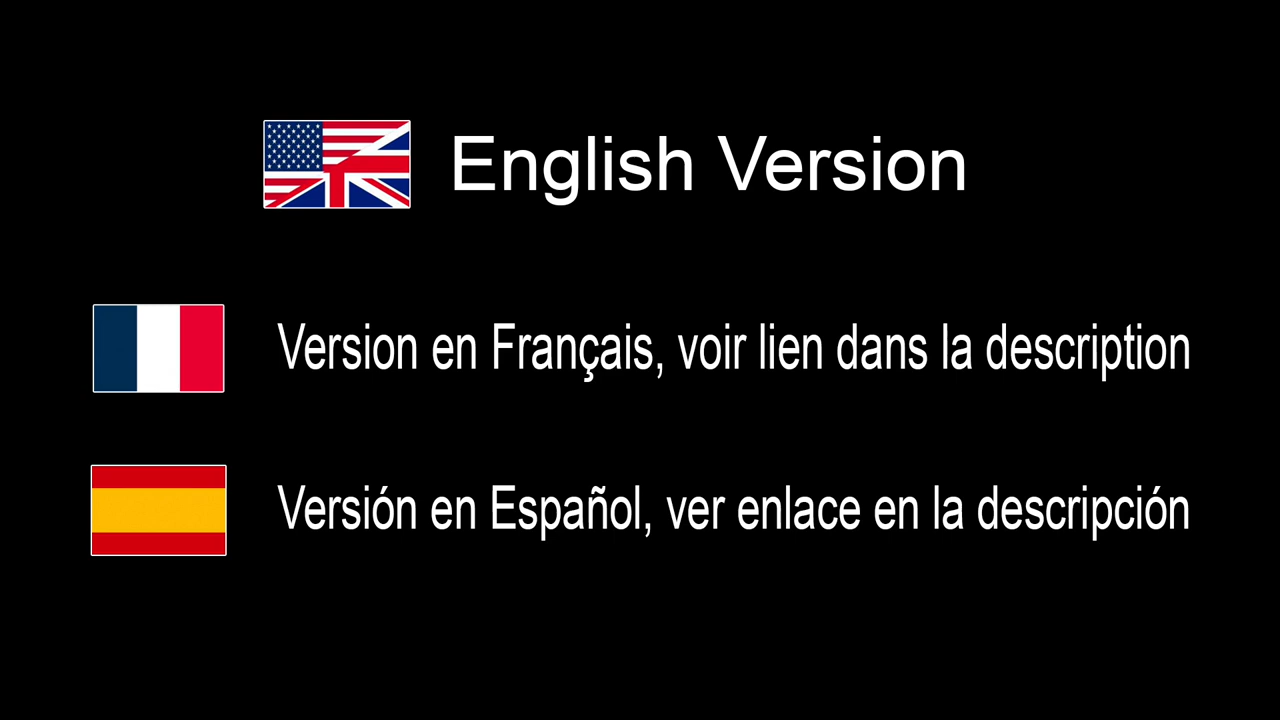 English Version
Version en Français, voir lien dans la description
Versión en Español, ver enlace en la descripción